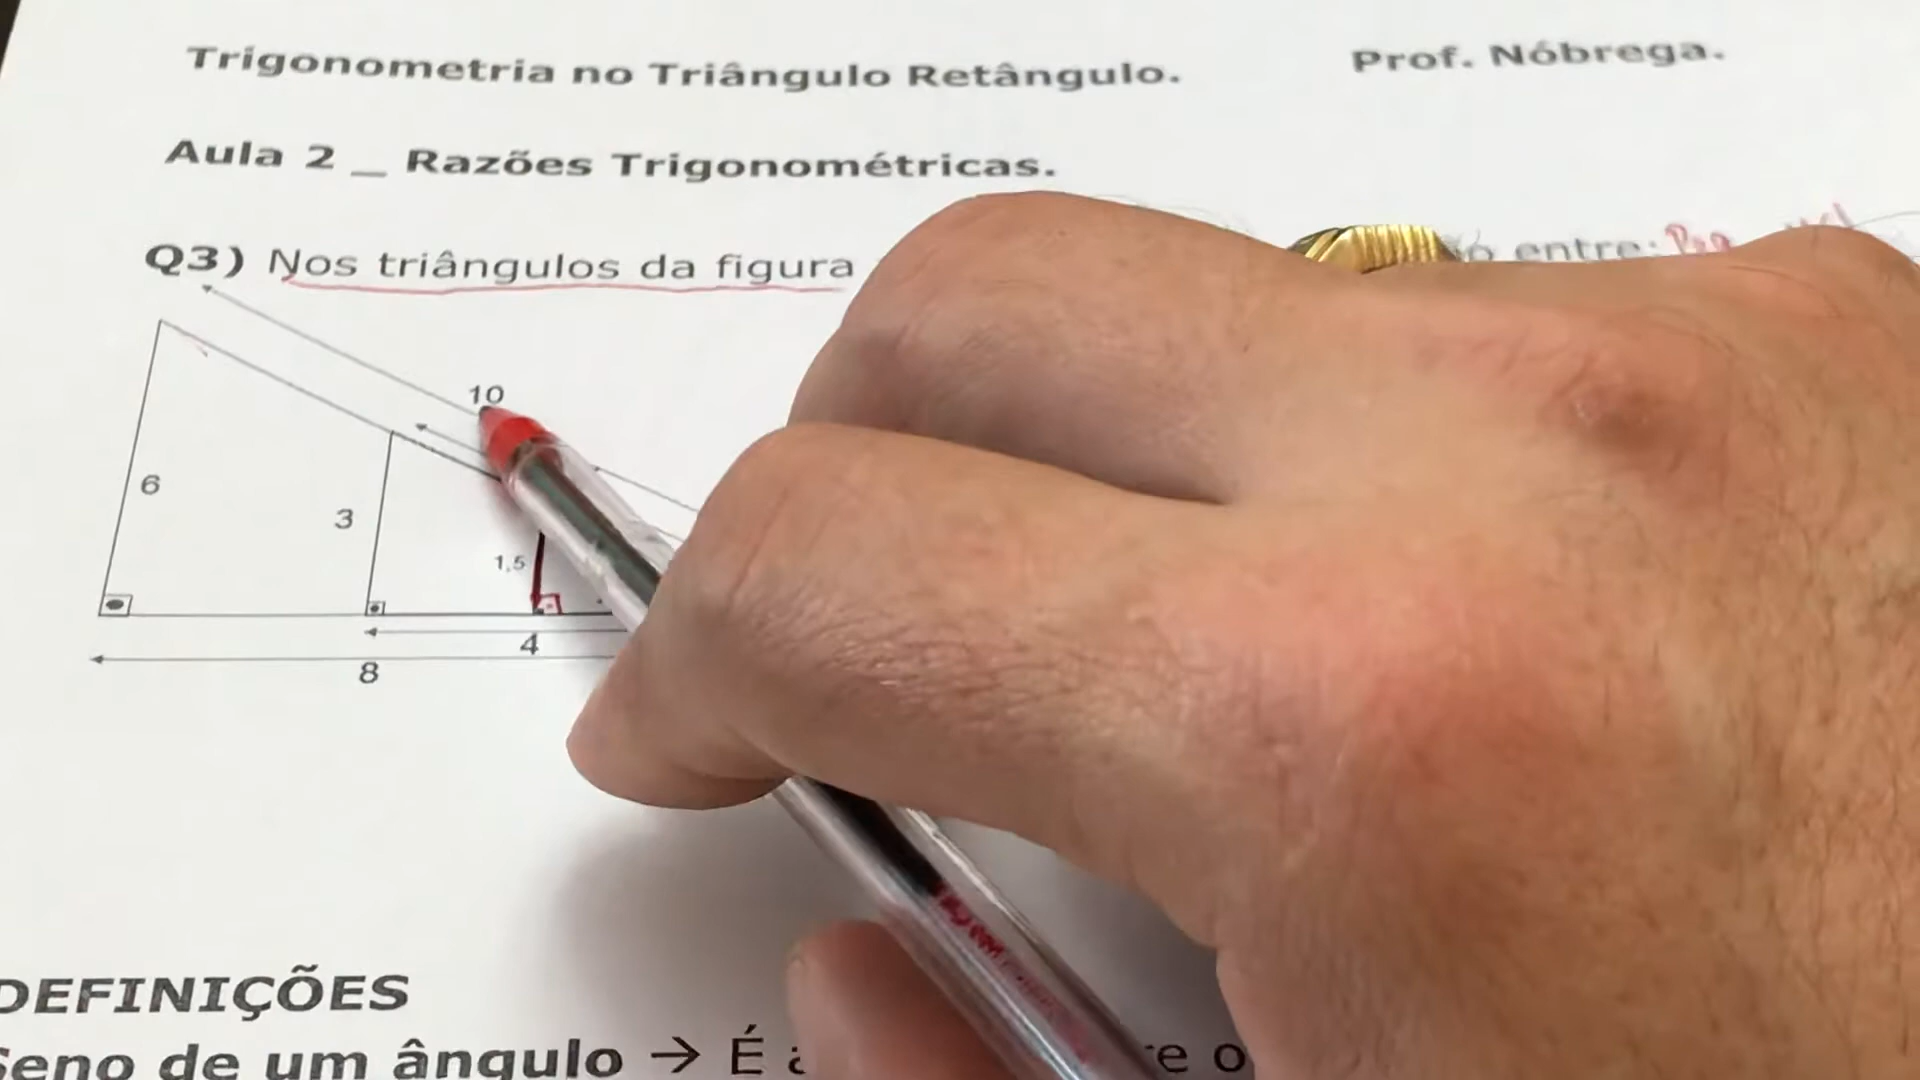 Trigonometria no Triângulo Retângulo. Prof. Nóbrega.
Aula 2 _ Razões Trigonométricas.
Q3) Nos triângulos da figura entre:
10
6
3
1,5
4
8
DEFINIÇÕES
Seno de um ângulo → É a
e o